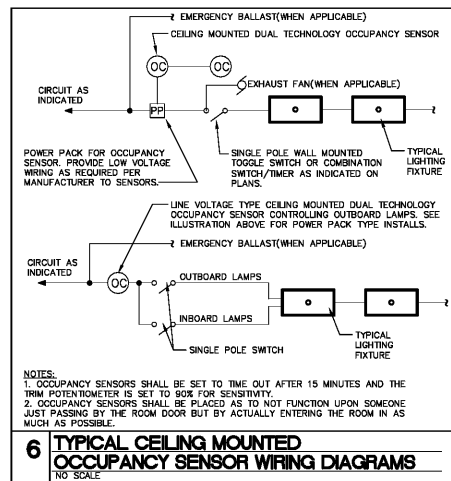 EMERGENCY BALLAST(WHEN APPLICABLE)
CEILING MOUNTED DUAL TECHNOLOGY OCCUPANCY SENSOR
OC OC
EXHAUST FAN(WHEN APPLICABLE)
CIRCUIT AS
INDICATED
PP
POWER PACK FOR OCCUPANCY
SENSOR. PROVIDE LOW VOLTAGE
WIRING AS REQUIRED PER
MANUFACTURER TO SENSORS.
SINGLE POLE WALL MOUNTED
TOGGLE SWITCH OR COMBINATION
SWITCH/TIMER AS INDICATED ON
PLANS.
TYPICAL
LIGHTING
FIXTURE
LINE VOLTAGE TYPE CEILING MOUNTED DUAL TECHNOLOGY
OCCUPANCY SENSOR CONTROLLING OUTBOARD LAMPS. SEE
ILLUSTRATION ABOVE FOR POWER PACK TYPE INSTALLS.
EMERGENCY BALLAST(WHEN APPLICABLE)
CIRCUIT AS
INDICATED
OC
OUTBOARD LAMPS
INBOARD LAMPS
SINGLE POLE SWITCH
TYPICAL
LIGHTING
FIXTURE
NOTES:
1. OCCUPANCY SENSORS SHALL BE SET TO TIME OUT AFTER 15 MINUTES AND THE
TRIM POTENTIOMETER IS SET TO 90% FOR SENSITIVITY.
2. OCCUPANCY SENSORS SHALL BE PLACED AS TO NOT FUNCTION UPON SOMEONE
JUST PASSING BY THE ROOM DOOR BUT BY ACTUALLY ENTERING THE ROOM IN AS
MUCH AS POSSIBLE.
6 TYPICAL CEILING MOUNTED
OCCUPANCY SENSOR WIRING DIAGRAMS
NO SCALE